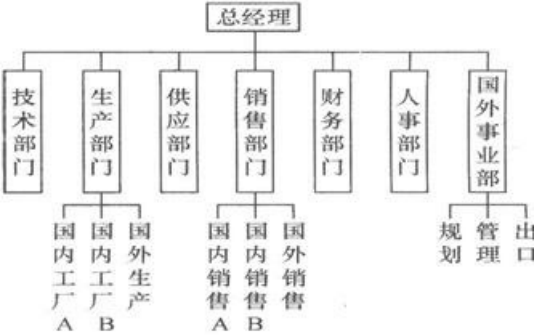 总经理
技术部门
生产部门
供应部门
销售部门
财务部门
人事部门
国外事业部
国内工厂A
国内工厂B
国外生产
国内销售A
国内销售B
国外销售
规划
管理
出口